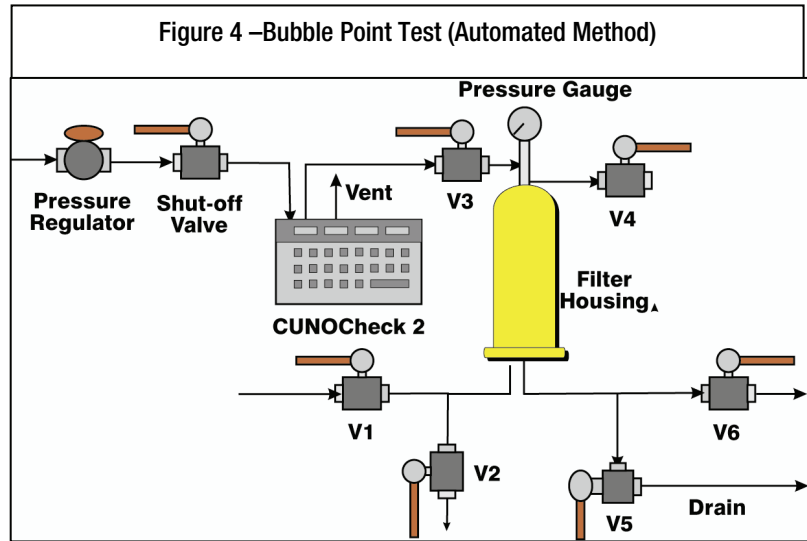 Figure 4 –Bubble Point Test (Automated Method)
Pressure Gauge
Pressure
Regulator
Shut-off
Valve
Vent
V3
V4
CUNOCheck 2
Filter
Housing
V1
V2
V6
V5
Drain